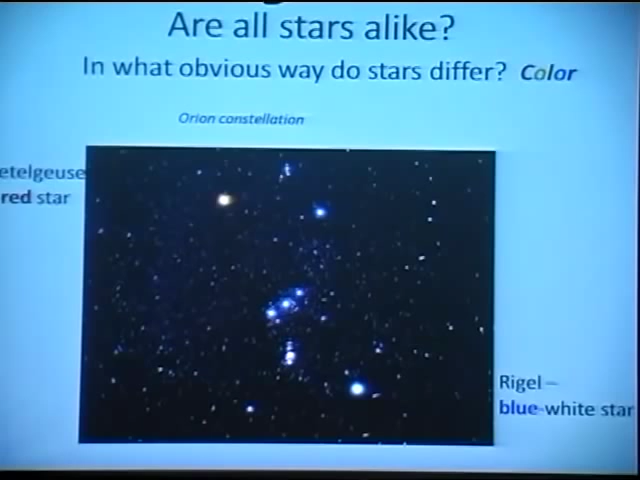 Are all stars alike?
In what obvious way do stars differ? Color
Orion constellation
etelgeuse
red star
Rigel –
blue-white star